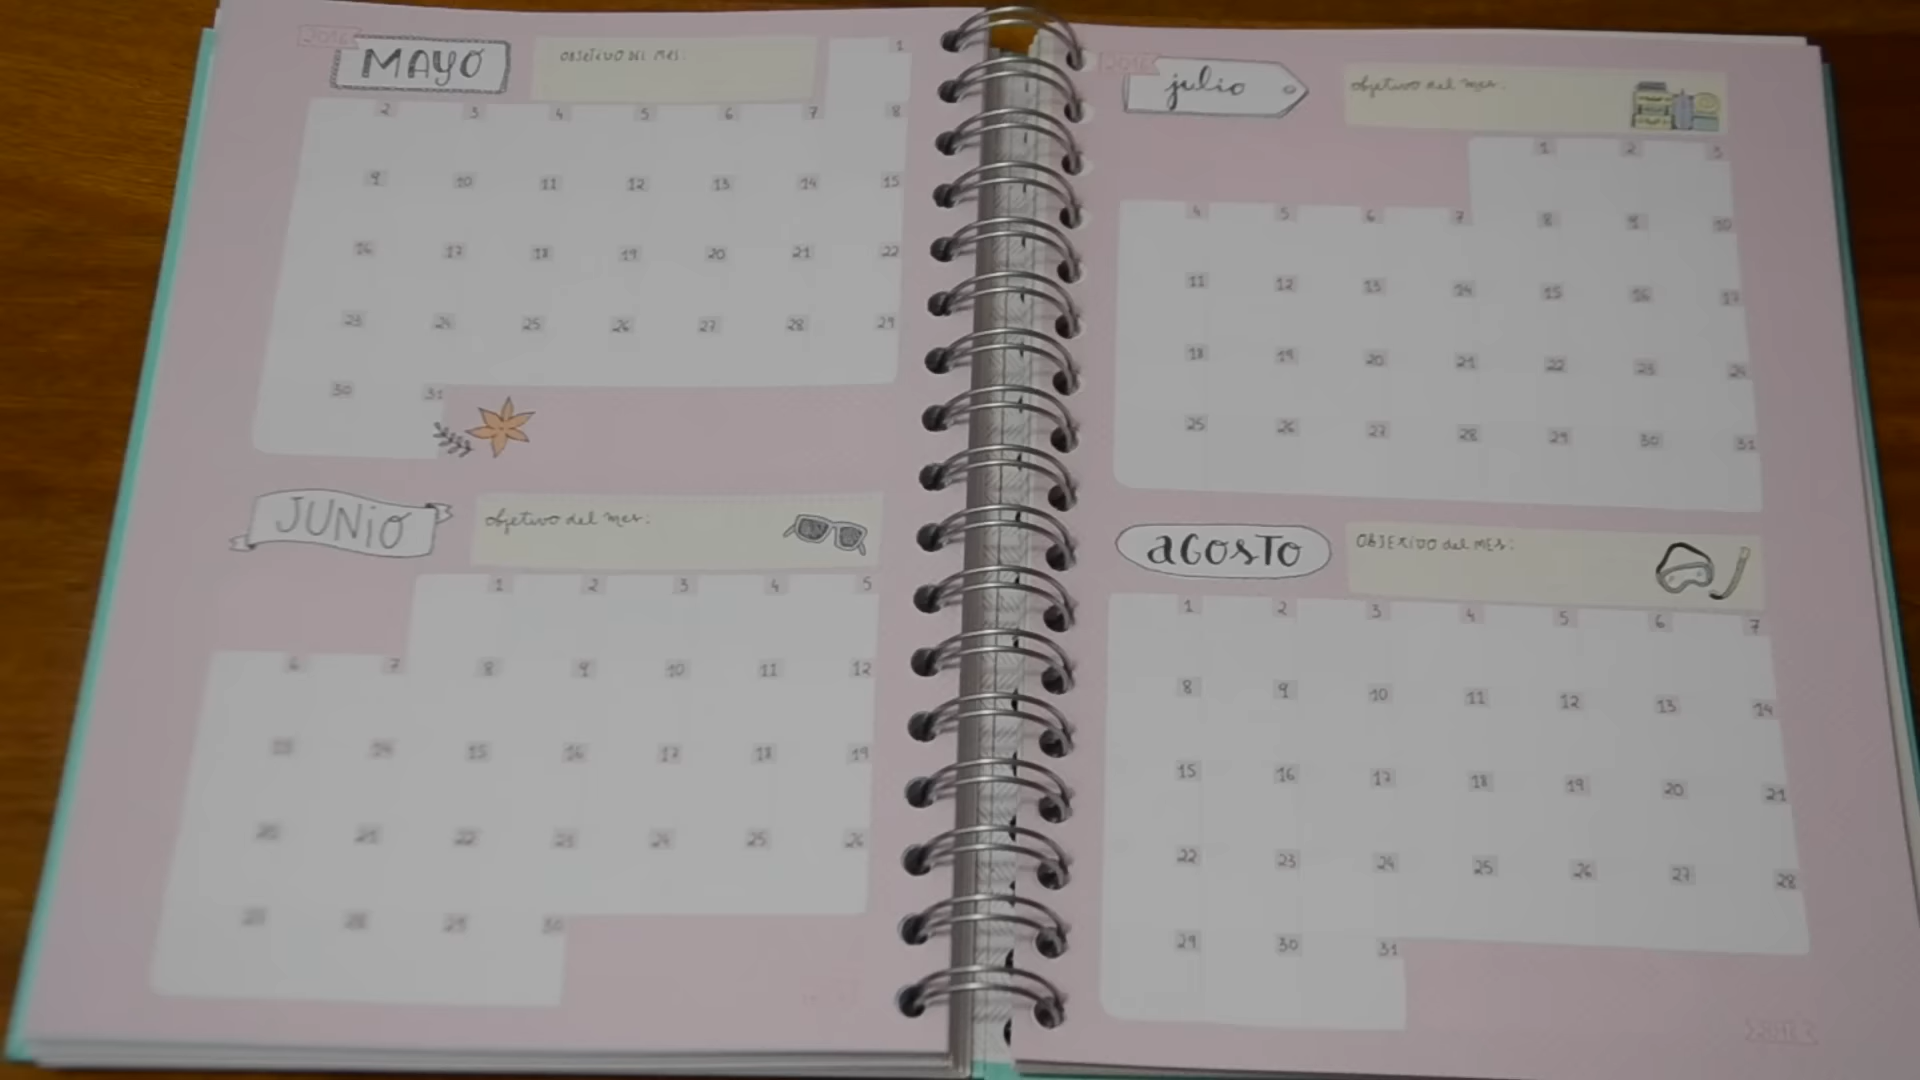 2016
MAYO
OBJETIVO DEL MES:
1
2 3 4 5 6 7 8
9 10 11 12 13 14 15
16 17 18 19 20 21 22
23 24 25 26 27 28 29
30 31
JUNIO
objetivo del mes:
1 2 3 4 5
6 7 8 9 10 11 12
13 14 15 16 17 18 19
20 21 22 23 24 25 26
27 28 29 30
2016
julio
objetivo del mes:
1 2 3
4 5 6 7 8 9 10
11 12 13 14 15 16 17
18 19 20 21 22 23 24
25 26 27 28 29 30 31
agosto
OBJETIVO del MES:
1 2 3 4 5 6 7
8 9 10 11 12 13 14
15 16 17 18 19 20 21
22 23 24 25 26 27 28
29 30 31